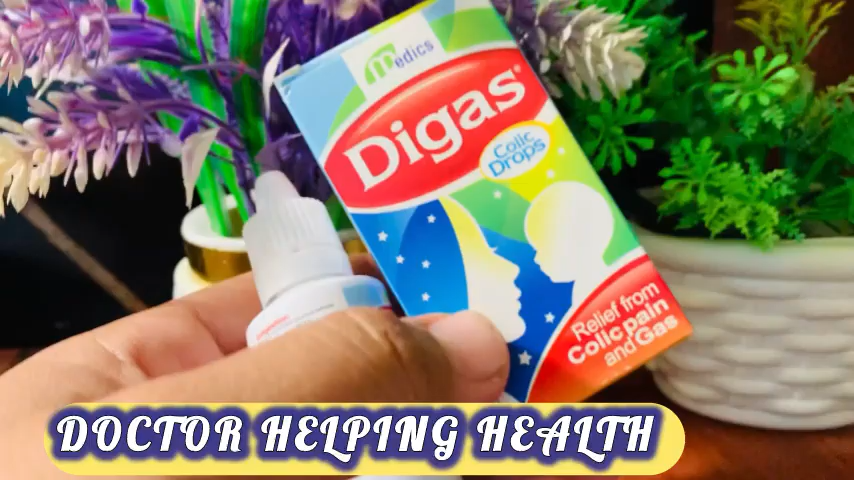 medics
Digas®
Colic
Drops
Relief from
Colic pain
and Gas
DOCTOR HELPING HEALTH